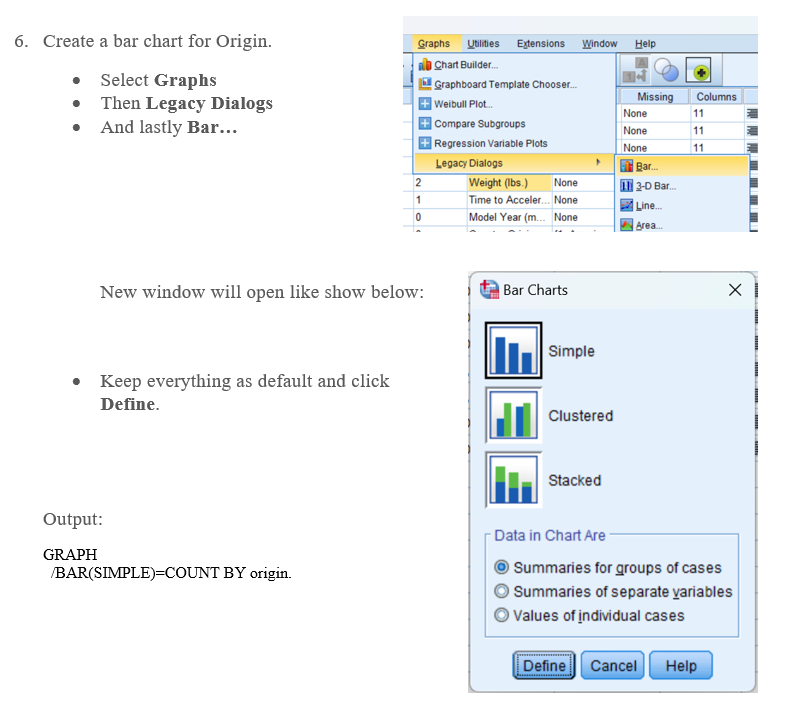 6. Create a bar chart for Origin.
• Select Graphs
• Then Legacy Dialogs
• And lastly Bar…
Graphs Utilities Extensions Window Help
Chart Builder...
Graphboard Template Chooser...
Weibull Plot...
Compare Subgroups
Regression Variable Plots
Legacy Dialogs
Missing Columns
None 11
None 11
None 11
Bar...
3-D Bar...
Line...
Area...
2 Weight (lbs.) None
1 Time to Acceler... None
0 Model Year (m... None
New window will open like show below:
• Keep everything as default and click
Define.
Output:
GRAPH
/BAR(SIMPLE)=COUNT BY origin.
Bar Charts
Simple
Clustered
Stacked
Data in Chart Are
Summaries for groups of cases
Summaries of separate variables
Values of individual cases
Define Cancel Help